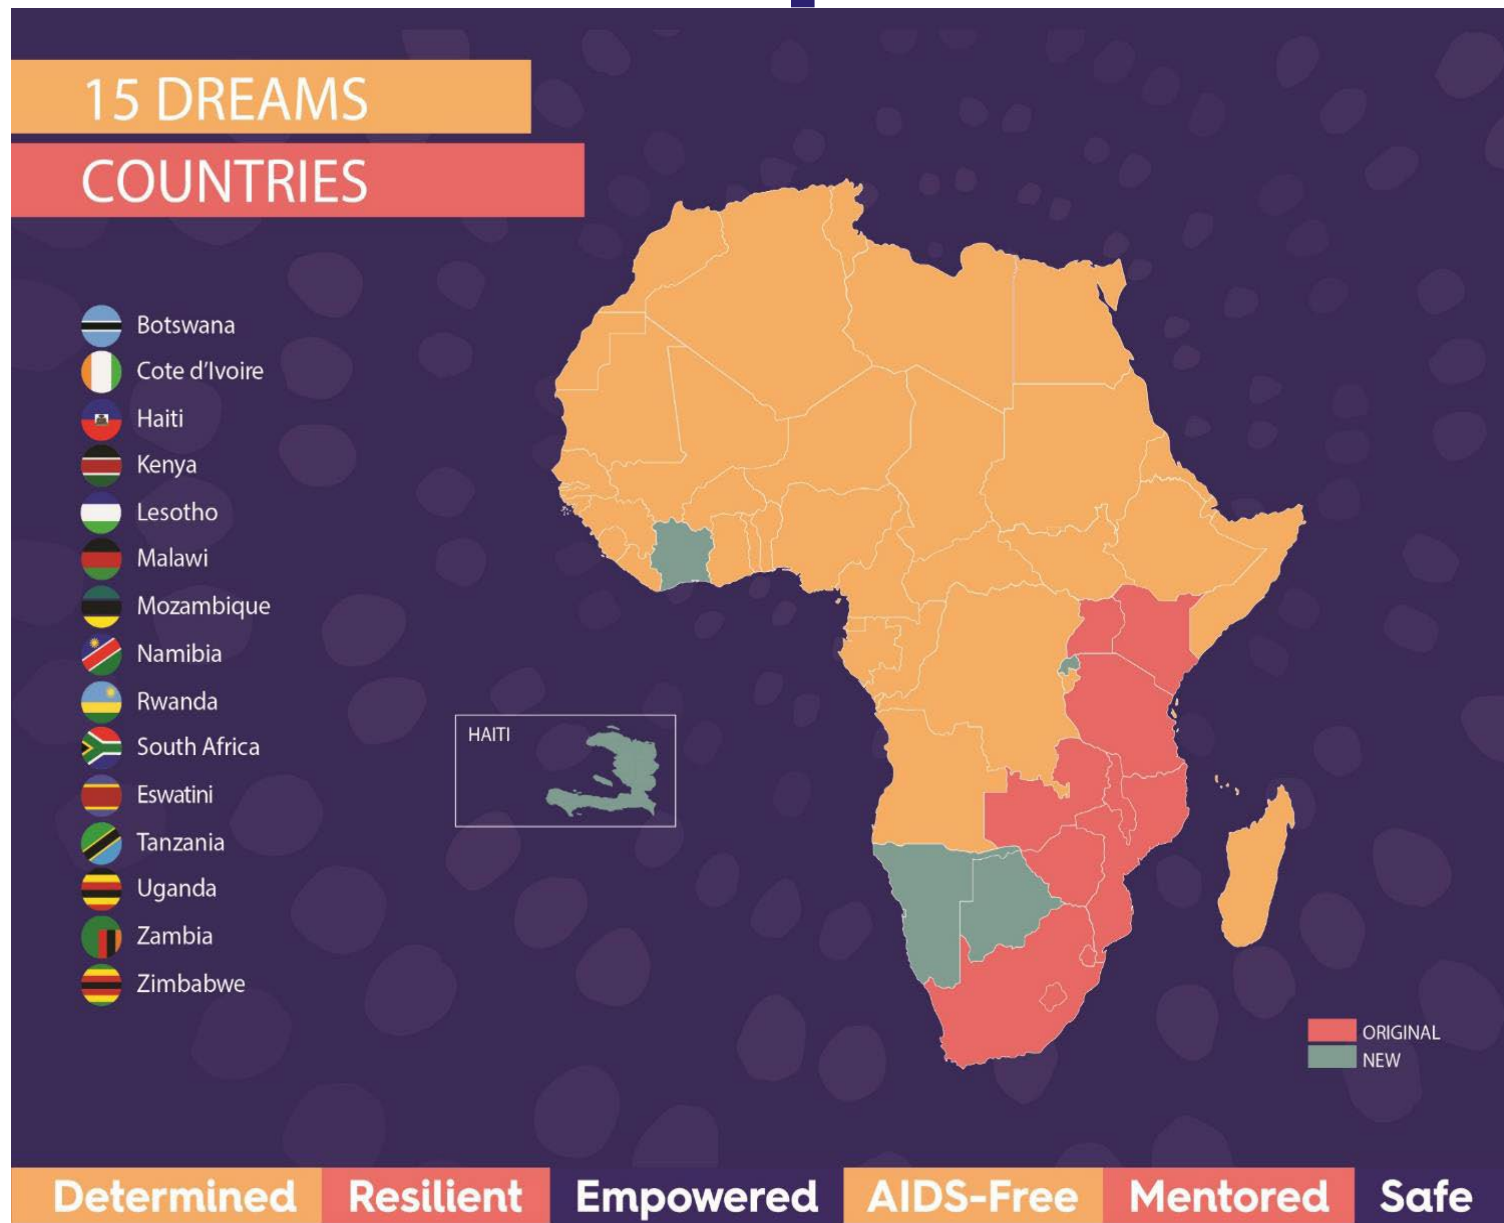 15 DREAMS
COUNTRIES
Botswana
Cote d'Ivoire
Haiti
Kenya
Lesotho
Malawi
Mozambique
Namibia
Rwanda
South Africa
Eswatini
Tanzania
Uganda
Zambia
Zimbabwe
HAITI
ORIGINAL
NEW
Determined Resilient Empowered AIDS-Free Mentored Safe